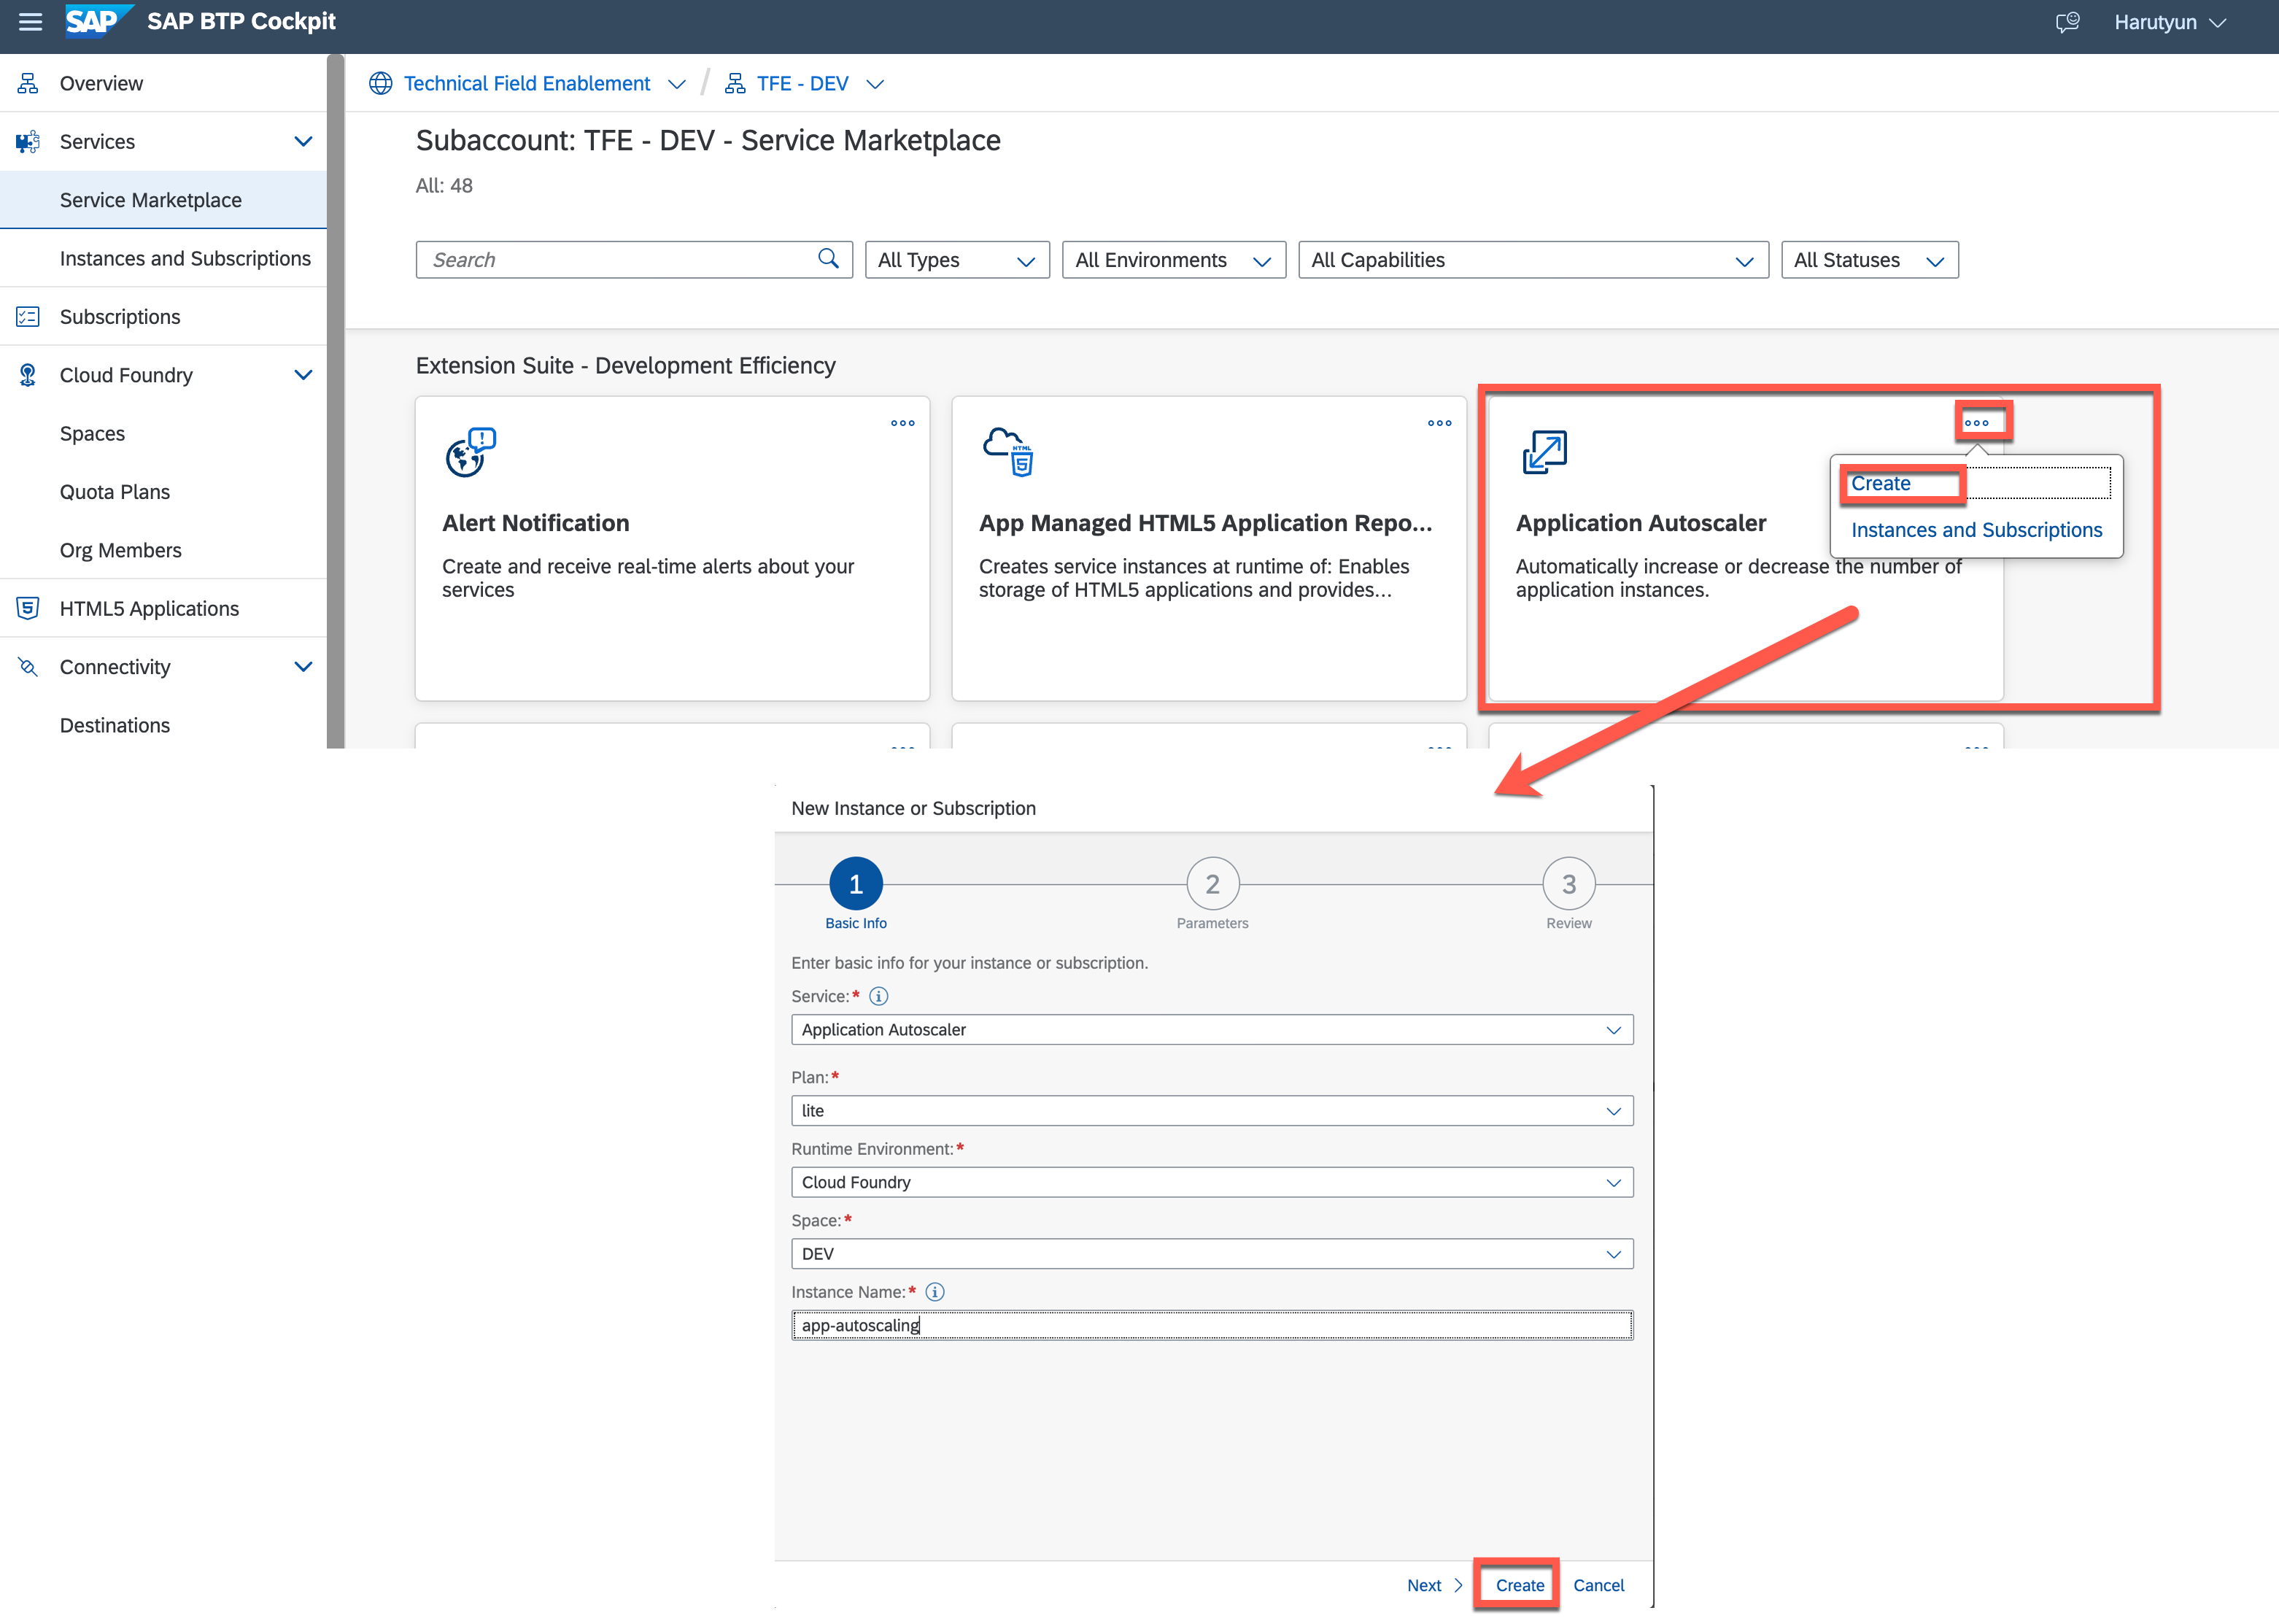 SAP SAP BTP Cockpit
Harutyun
Overview
Services
Service Marketplace
Instances and Subscriptions
Subscriptions
Cloud Foundry
Spaces
Quota Plans
Org Members
HTML5 Applications
Connectivity
Destinations
Technical Field Enablement / TFE - DEV
Subaccount: TFE - DEV - Service Marketplace
All: 48
Search
All Types
All Environments
All Capabilities
All Statuses
Extension Suite - Development Efficiency
Alert Notification
Create and receive real-time alerts about your
services
HTML
5
App Managed HTML5 Application Repo...
Creates service instances at runtime of: Enables
storage of HTML5 applications and provides...
Application Autoscaler
Automatically increase or decrease the number of
application instances.
Create
Instances and Subscriptions
New Instance or Subscription
1
Basic Info
2
Parameters
3
Review
Enter basic info for your instance or subscription.
Service:*
Application Autoscaler
Plan:*
lite
Runtime Environment:*
Cloud Foundry
Space:*
DEV
Instance Name:*
app-autoscaling
Next
Create
Cancel